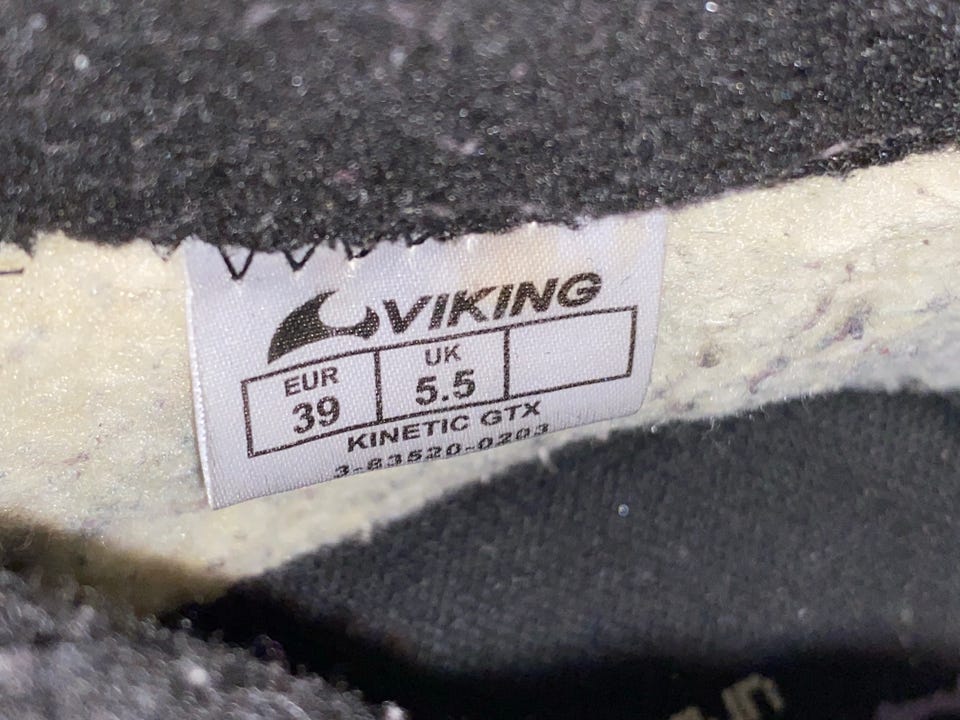 VIKING
EUR UK
39 5.5
KINETIC GTX
3-83520-0203